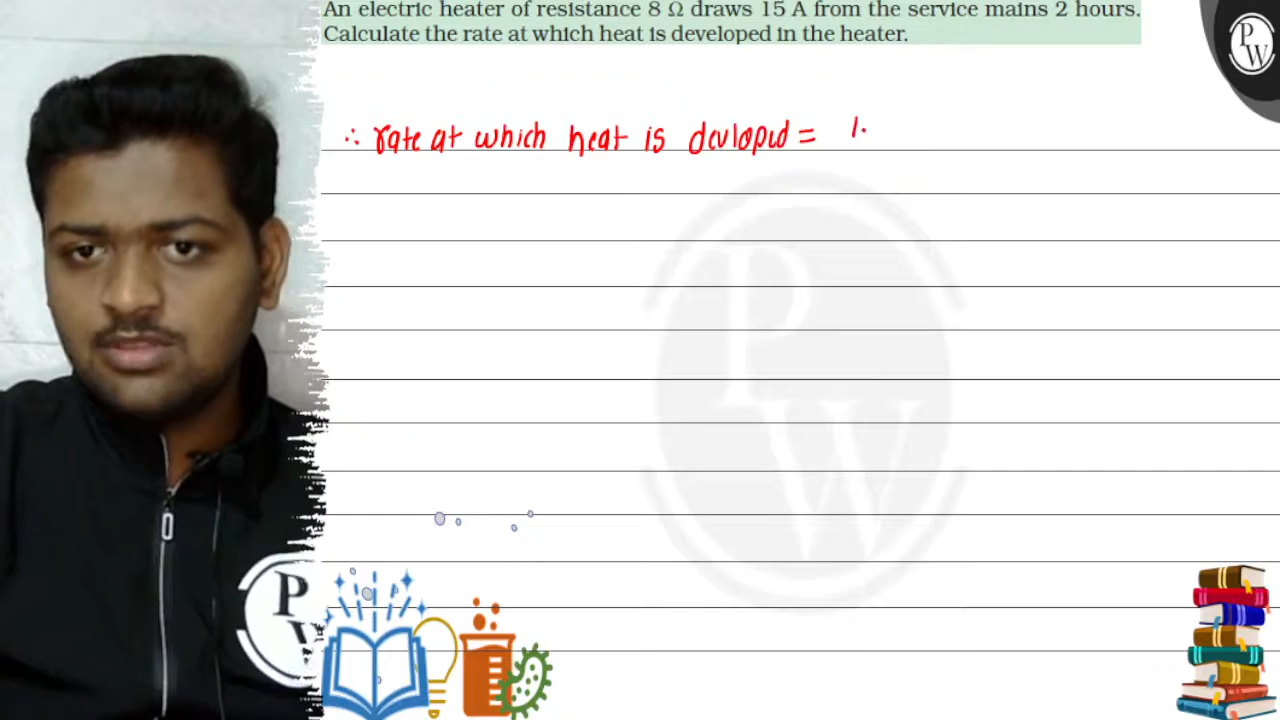 An electric heater of resistance 8 Ω draws 15 A from the service mains 2 hours.
Calculate the rate at which heat is developed in the heater.
∴ rate at which heat is devloped = 1.
P
W
P
W
P
W